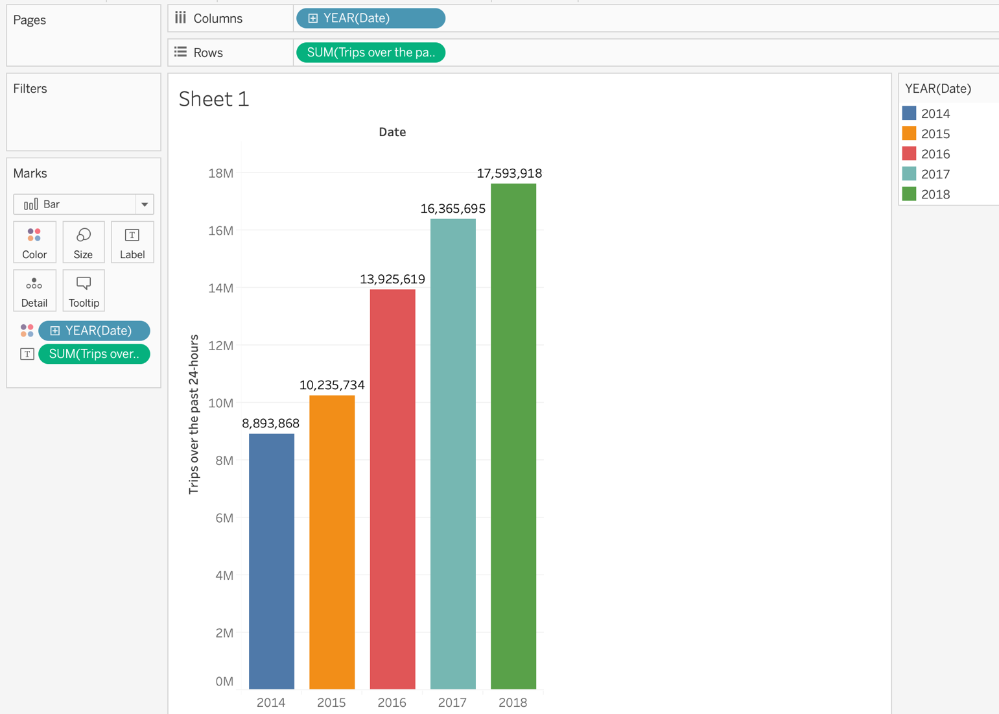 Pages
Columns
YEAR(Date)
Rows
SUM(Trips over the pa..
Filters
Marks
Bar
Color
Size
T
Label
Detail
Tooltip
YEAR(Date)
T
SUM(Trips over..
Sheet 1
Date
Trips over the past 24-hours
18M
16M
14M
12M
10M
8M
6M
4M
2M
0M
8,893,868
10,235,734
13,925,619
16,365,695
17,593,918
2014
2015
2016
2017
2018
YEAR(Date)
2014
2015
2016
2017
2018